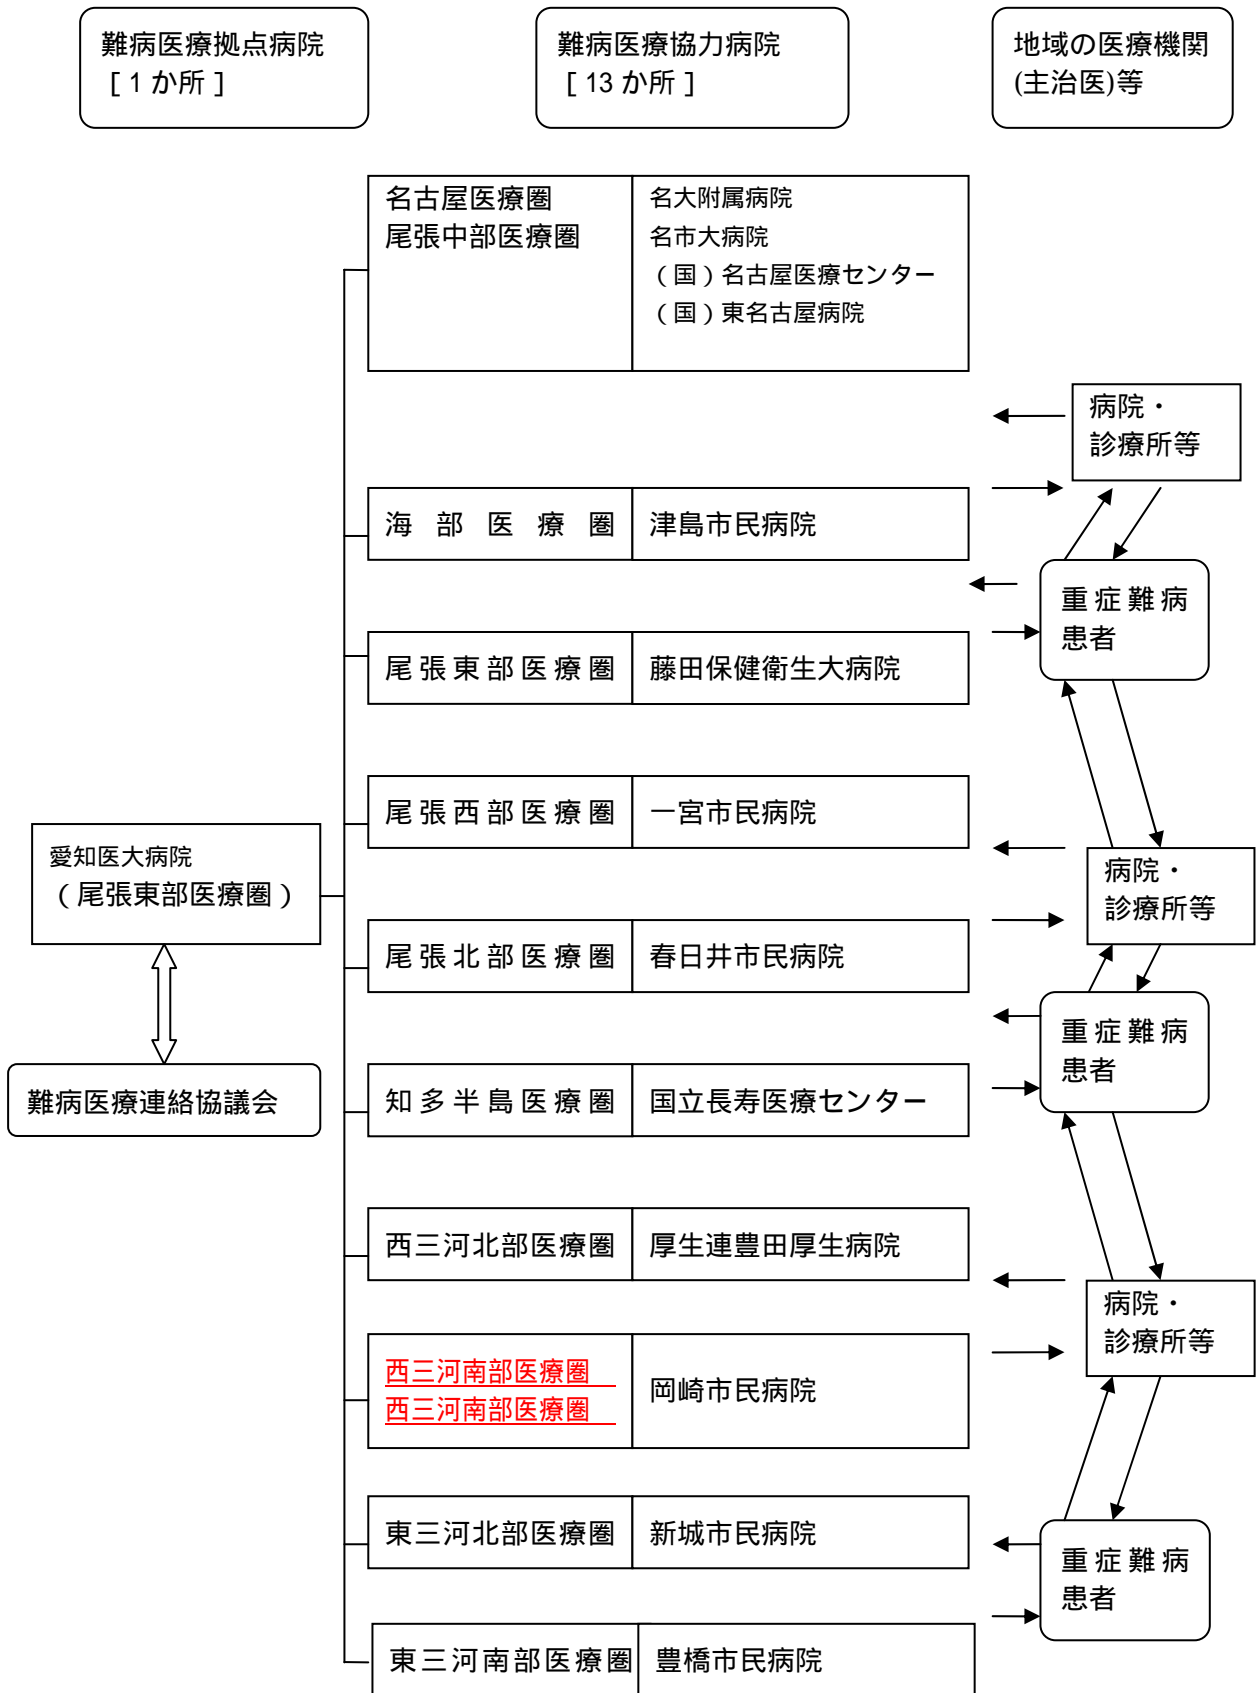 難病医療拠点病院
[ 1 か所 ]
難病医療協力病院
[ 13 か所 ]
地域の医療機関
(主治医)等
名古屋医療圏
尾張中部医療圏
名大附属病院
名市大病院
(国)名古屋医療センター
(国)東名古屋病院
病院・
診療所等
海部医療圏
津島市民病院
重症難病
患者
尾張東部医療圏
藤田保健衛生大病院
尾張西部医療圏
一宮市民病院
愛知医大病院
(尾張東部医療圏)
病院・
診療所等
尾張北部医療圏
春日井市民病院
重症難病
患者
難病医療連絡協議会
知多半島医療圏
国立長寿医療センター
西三河北部医療圏
厚生連豊田厚生病院
病院・
診療所等
西三河南部医療圏
西三河南部医療圏
岡崎市民病院
東三河北部医療圏
新城市民病院
重症難病
患者
東三河南部医療圏
豊橋市民病院